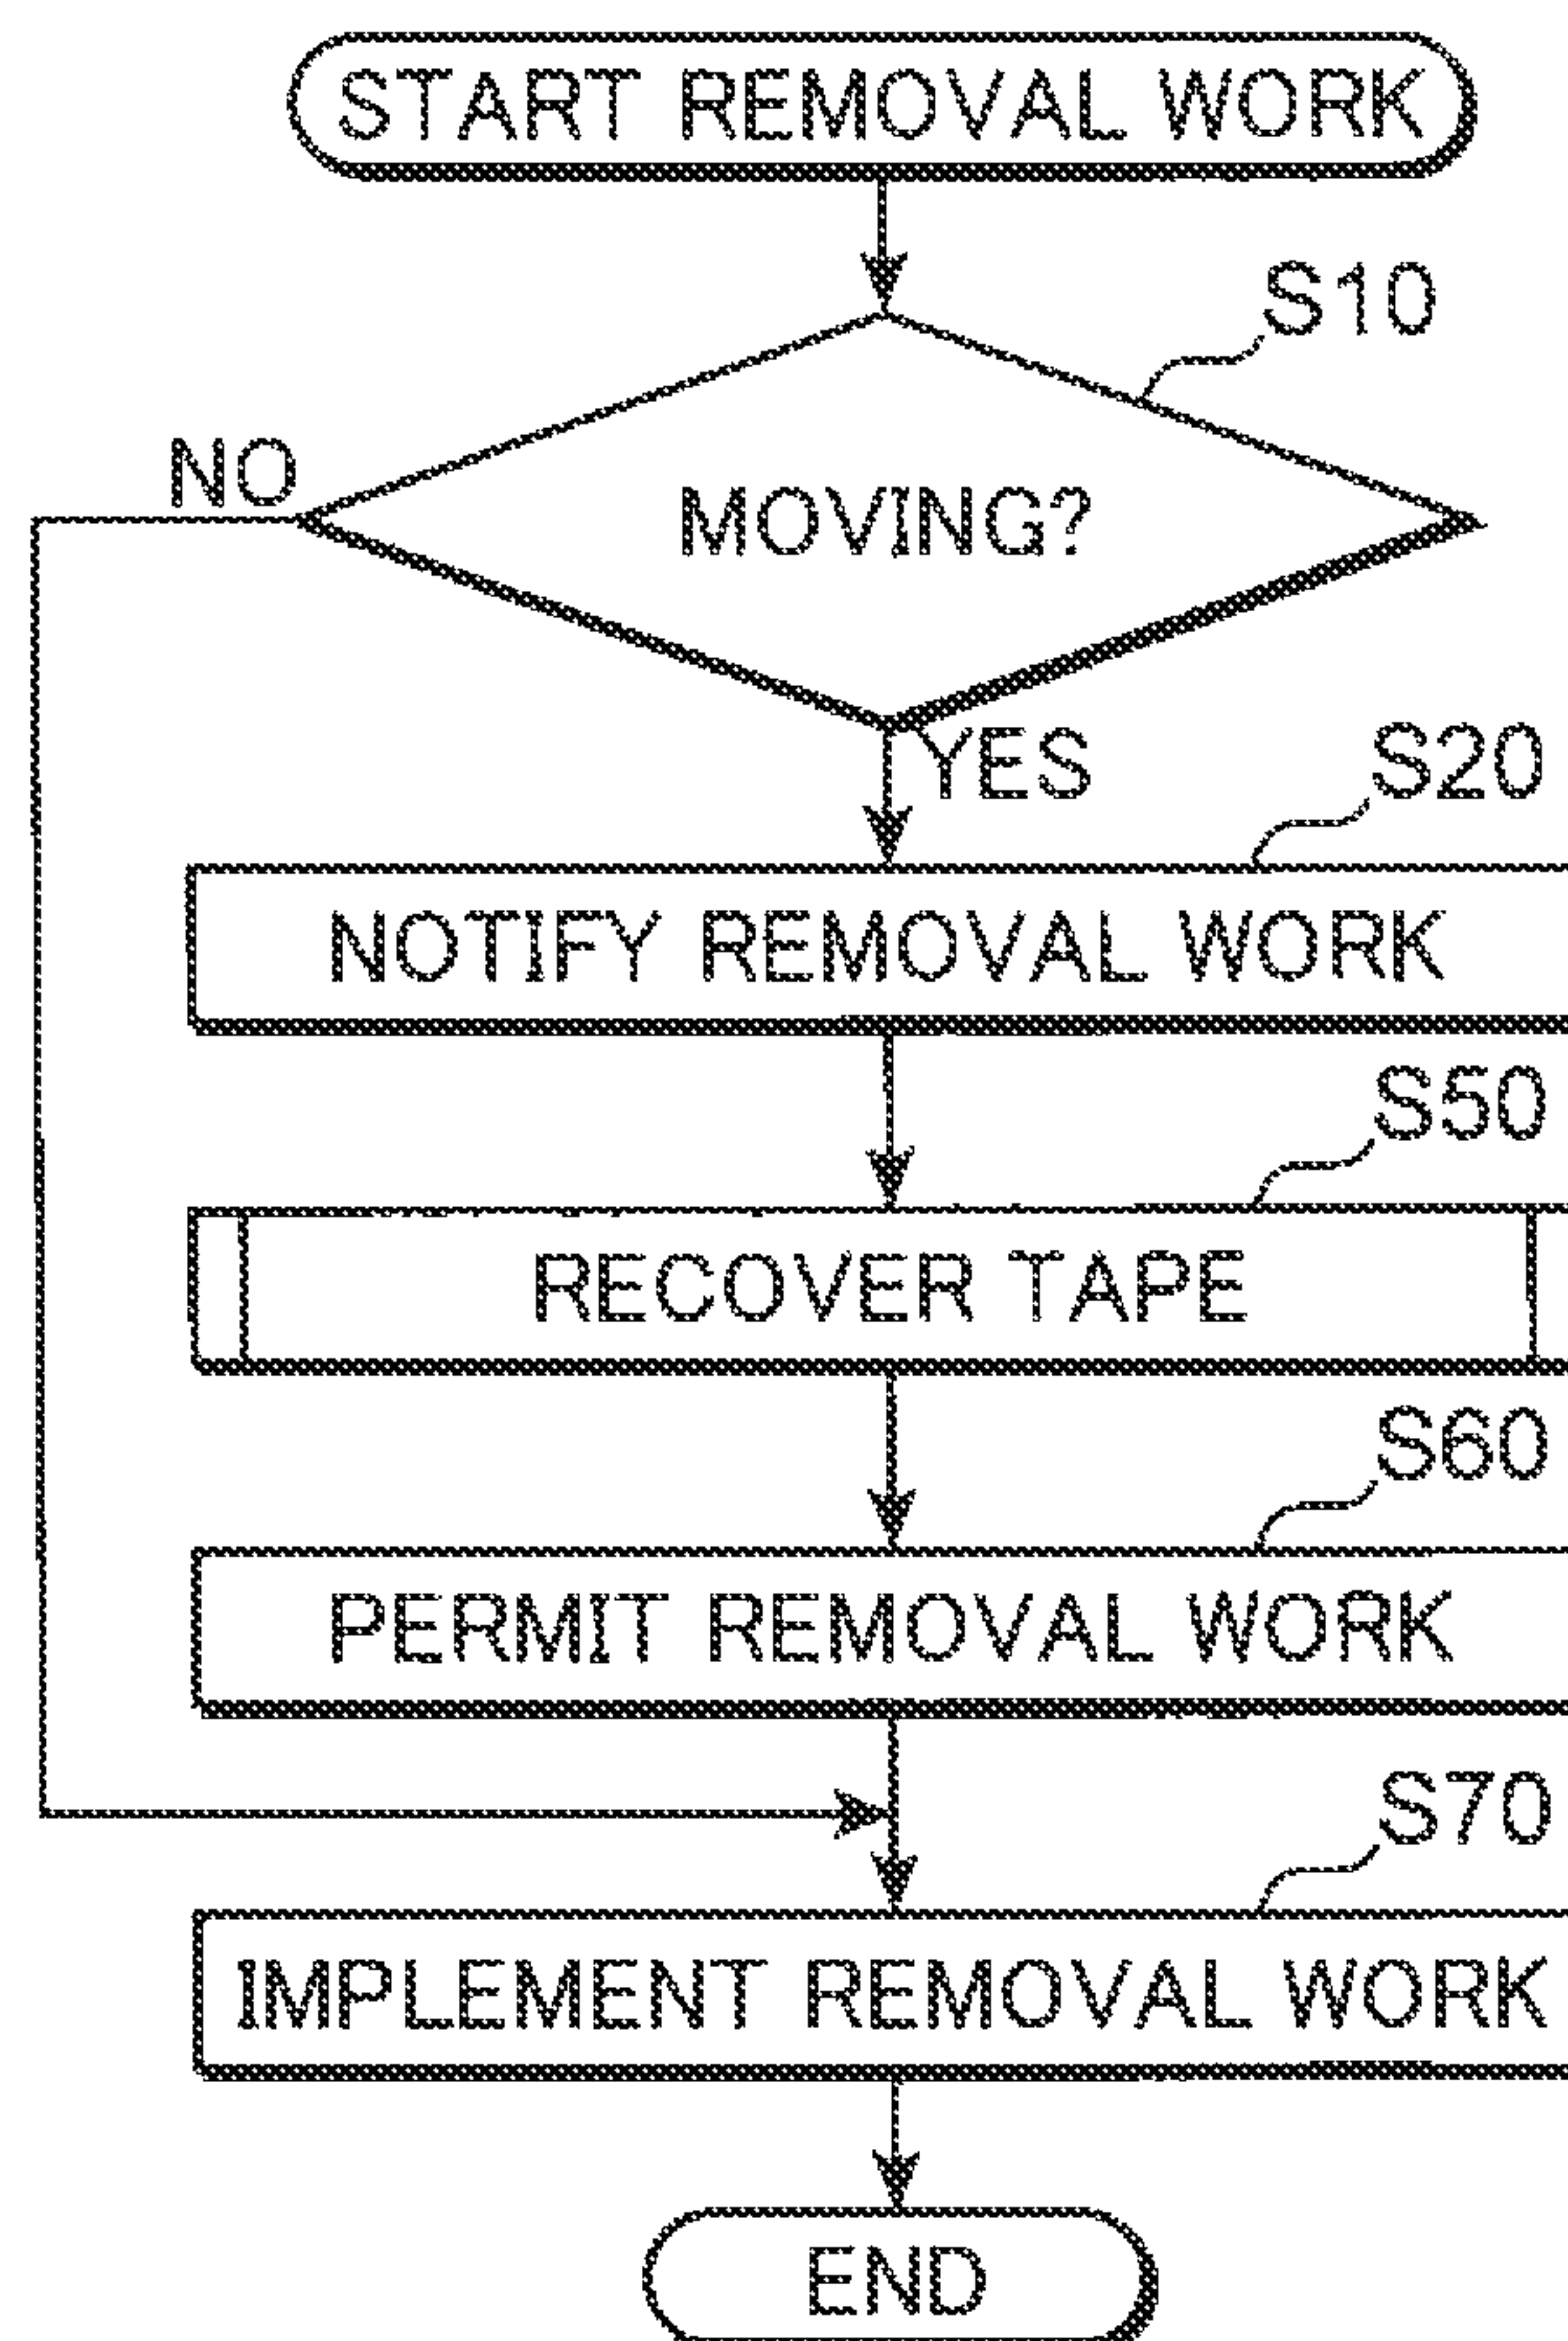 START REMOVAL WORK
S10
NO
MOVING?
YES
S20
NOTIFY REMOVAL WORK
S50
RECOVER TAPE
S60
PERMIT REMOVAL WORK
S70
IMPLEMENT REMOVAL WORK
END